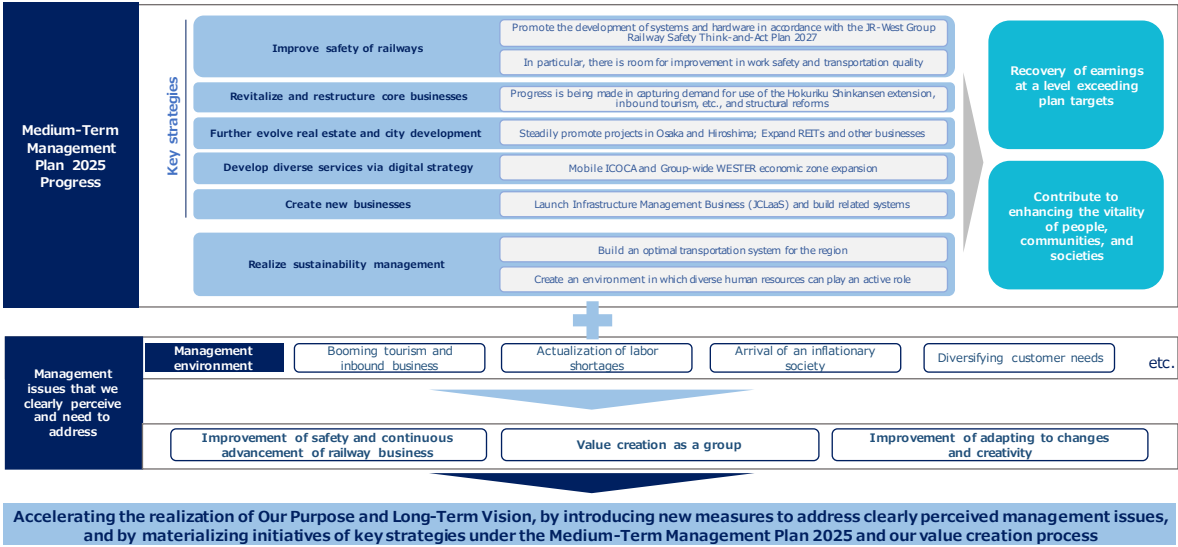 Medium-Term
Management
Plan 2025
Progress
Key strategies
Improve safety of railways
Promote the development of systems and hardware in accordance with the JR-West Group
Railway Safety Think-and-Act Plan 2027
In particular, there is room for improvement in work safety and transportation quality
Revitalize and restructure core businesses
Progress is being made in capturing demand for use of the Hokuriku Shinkansen extension,
inbound tourism, etc., and structural reforms
Further evolve real estate and city development
Steadily promote projects in Osaka and Hiroshima; Expand REITs and other businesses
Develop diverse services via digital strategy
Mobile ICOCA and Group-wide WESTER economic zone expansion
Create new businesses
Launch Infrastructure Management Business (JCLaaS) and build related systems
Realize sustainability management
Build an optimal transportation system for the region
Create an environment in which diverse human resources can play an active role
Recovery of earnings
at a level exceeding
plan targets
Contribute to
enhancing the vitality
of people,
communities, and
societies
Management
issues that we
clearly perceive
and need to
address
Management
environment
Booming tourism and
inbound business
Actualization of labor
shortages
Arrival of an inflationary
society
Diversifying customer needs
etc.
Improvement of safety and continuous
advancement of railway business
Value creation as a group
Improvement of adapting to changes
and creativity
Accelerating the realization of Our Purpose and Long-Term Vision, by introducing new measures to address clearly perceived management issues,
and by materializing initiatives of key strategies under the Medium-Term Management Plan 2025 and our value creation process